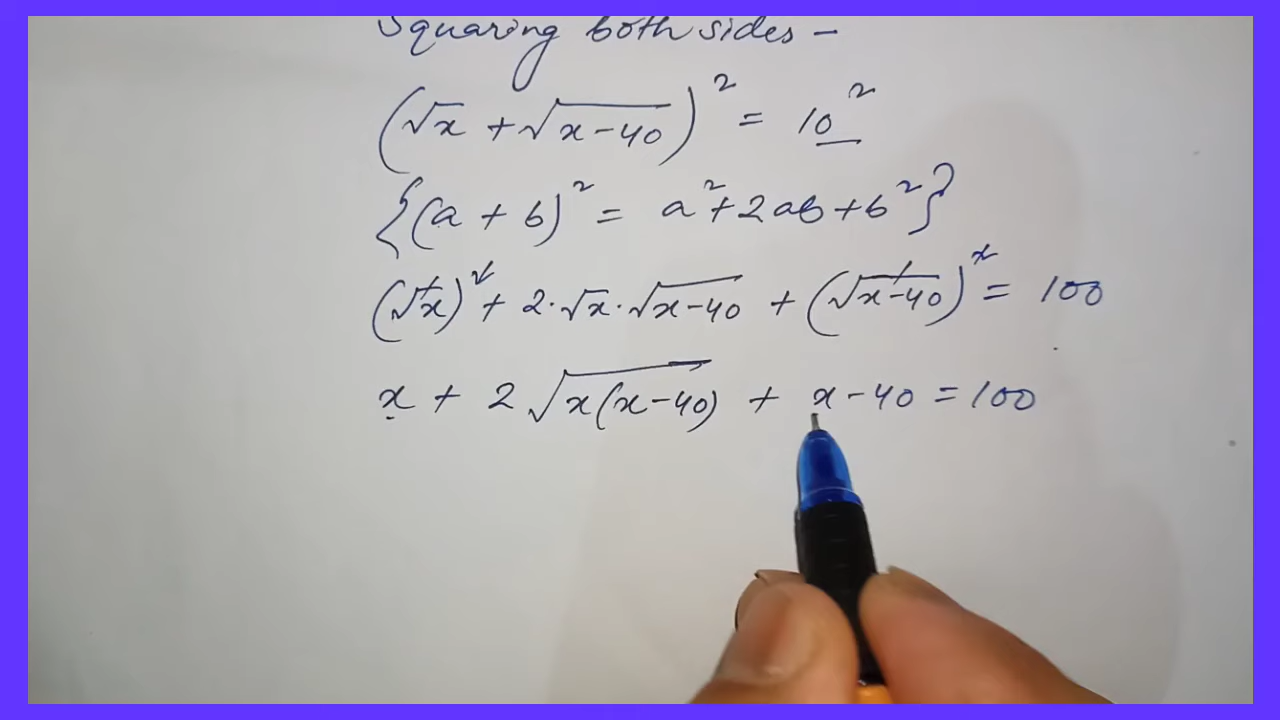 Squaring both sides -
(√x + √(x-40))² = 10²
{(a + b)² = a² + 2ab + b²}
(√x)² + 2·√x·√(x-40) + (√(x-40))² = 100
x + 2√(x(x-40)) + x-40 = 100